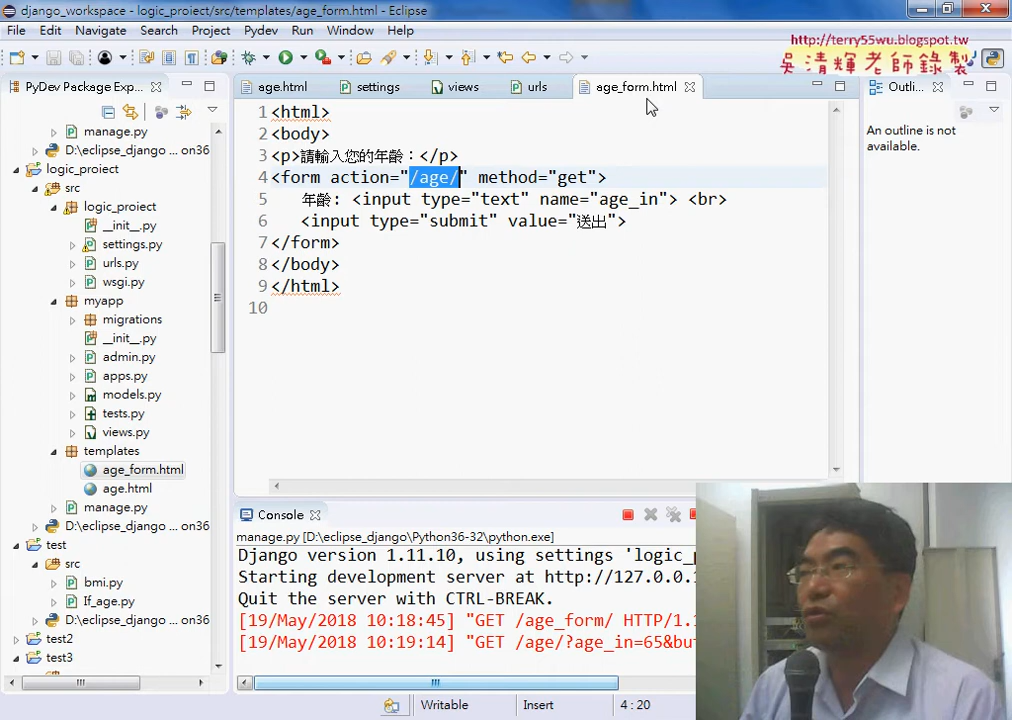 django_workspace - logic_proiect/src/templates/age_form.html - Eclipse
File Edit Navigate Search Project Pydev Run Window Help
http://terry55wu.blogspot.tw
吳清輝老師錄製
PyDev Package Exp...
manage.py
D:\eclipse_django ... on36
logic_project
src
logic_project
__init__.py
settings.py
urls.py
wsgi.py
myapp
migrations
__init__.py
admin.py
apps.py
models.py
tests.py
views.py
templates
age_form.html
age.html
manage.py
D:\eclipse_django ... on36
test
src
bmi.py
If_age.py
D:\eclipse_django ... on36
test2
test3
age.html settings views urls age_form.html
1 <html>
2 <body>
3 <p>請輸入您的年齡：</p>
4 <form action="/age/" method="get">
5 年齡: <input type="text" name="age_in"> <br>
6 <input type="submit" value="送出">
7 </form>
8 </body>
9 </html>
10
Outli...
An outline is not
available.
Console
manage.py [D:\eclipse_django\Python36-32\python.exe]
Django version 1.11.10, using settings 'logic_p
Starting development server at http://127.0.0.1
Quit the server with CTRL-BREAK.
[19/May/2018 10:18:45] "GET /age_form/ HTTP/1.1
[19/May/2018 10:19:14] "GET /age/?age_in=65&but
Writable Insert 4 : 20